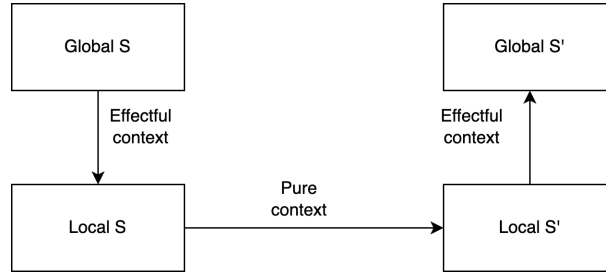 Global S
Global S'
Effectful
context
Effectful
context
Pure
context
Local S
Local S'